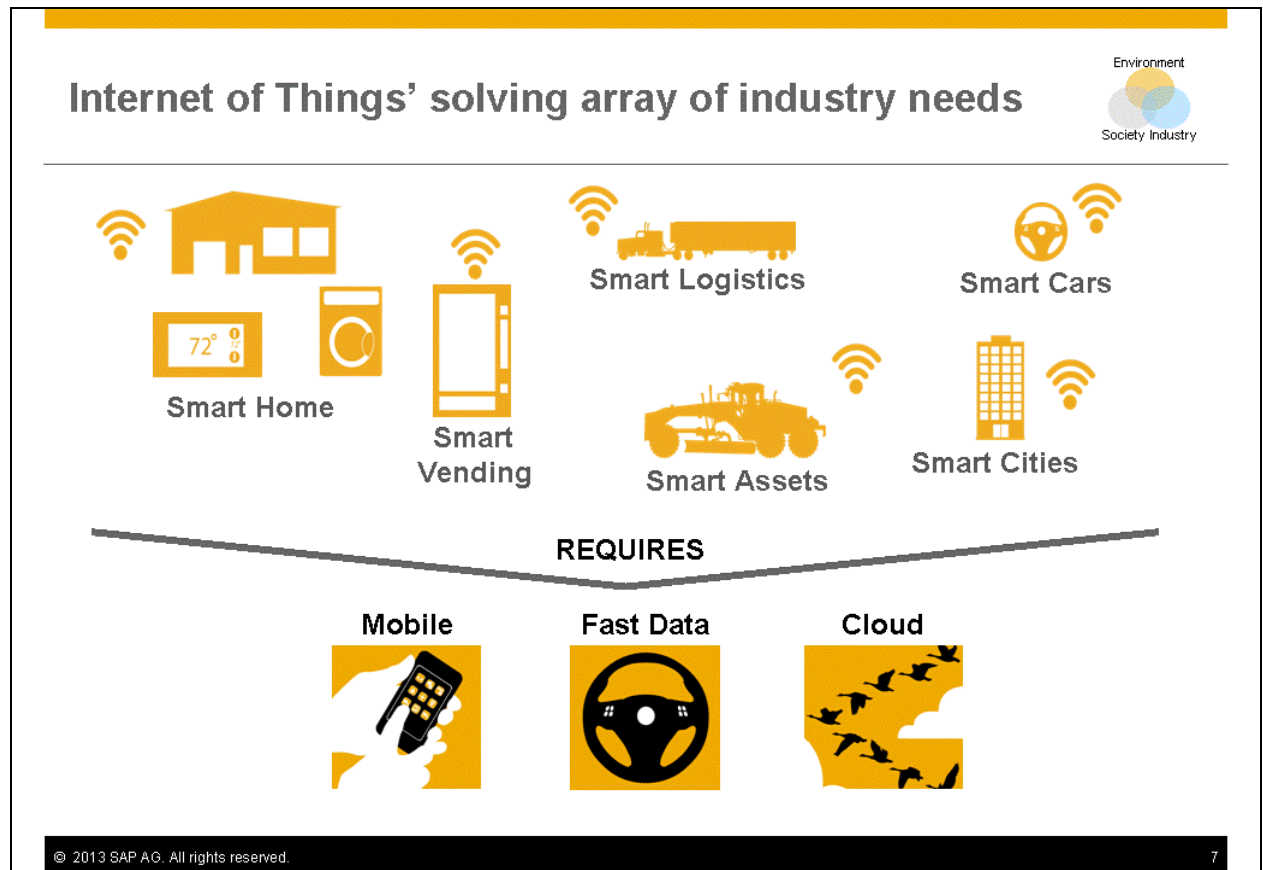 Internet of Things’ solving array of industry needs
Environment
Society Industry
72°
Smart Home
Smart
Vending
Smart Logistics
Smart Cars
Smart Assets
Smart Cities
REQUIRES
Mobile
Fast Data
Cloud
© 2013 SAP AG. All rights reserved.
7